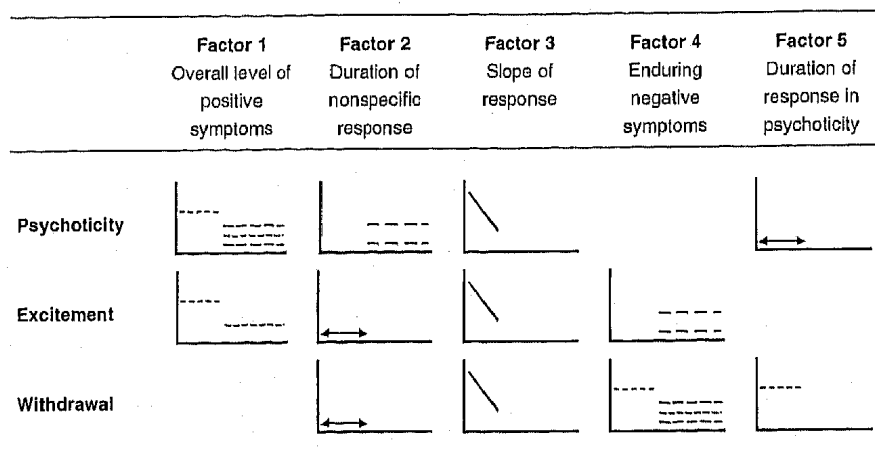 Factor 1 Factor 2 Factor 3 Factor 4 Factor 5
Overall level of Duration of Slope of Enduring Duration of
positive nonspecific response negative response in
symptoms response symptoms psychoticity
Psychoticity
Excitement
Withdrawal